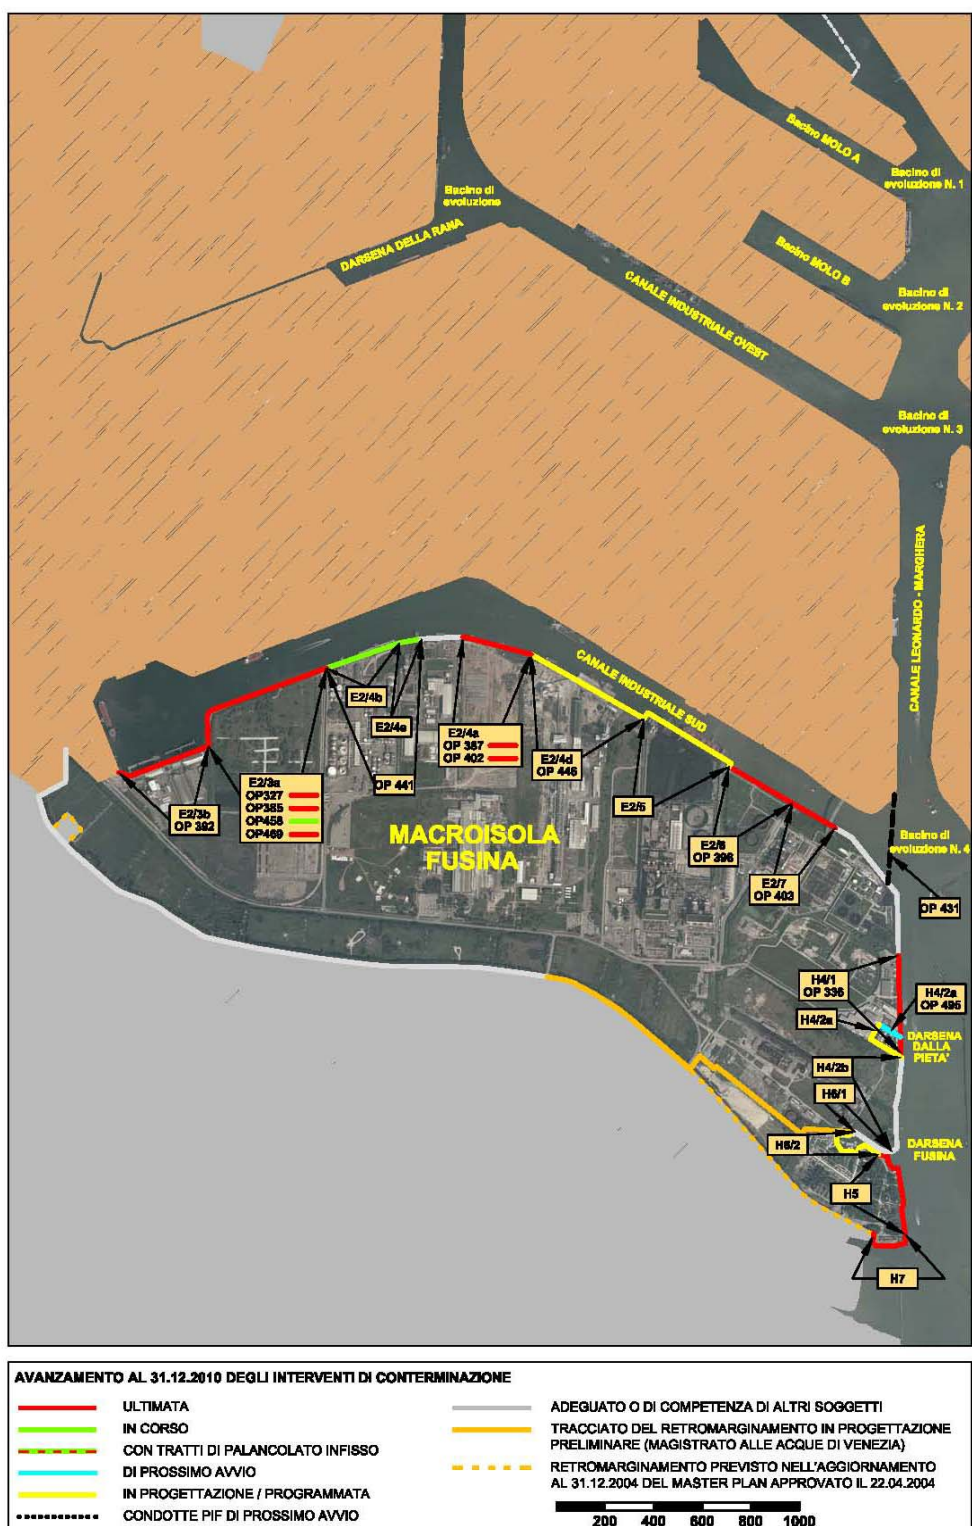 Bacino MOLO A
Bacino di
evoluzione N. 1
Bacino di
evoluzione
DARSENA DELLA RANA
Bacino MOLO B
CANALE INDUSTRIALE OVEST
Bacino di
evoluzione N. 2
Bacino di
evoluzione N. 3
CANALE LEONARDO - MARGHERA
CANALE INDUSTRIALE SUD
E2/4b
E2/4e
E2/4a
OP 387
OP 402
E2/4d
OP 446
OP 441
E2/3a
OP327
OP385
OP458
OP469
E2/3b
OP 392
E2/5
MACROISOLA
FUSINA
E2/6
OP 396
E2/7
OP 403
Bacino di
evoluzione N. 4
OP 431
H4/1
OP 336
H4/2a
OP 495
H4/2a
DARSENA
DALLA
PIETA'
H4/2b
H6/1
H6/2
DARSENA
FUSINA
H5
H7
AVANZAMENTO AL 31.12.2010 DEGLI INTERVENTI DI CONTERMINAZIONE
ULTIMATA
IN CORSO
CON TRATTI DI PALANCOLATO INFISSO
DI PROSSIMO AVVIO
IN PROGETTAZIONE / PROGRAMMATA
CONDOTTE PIF DI PROSSIMO AVVIO
ADEGUATO O DI COMPETENZA DI ALTRI SOGGETTI
TRACCIATO DEL RETROMARGINAMENTO IN PROGETTAZIONE
PRELIMINARE (MAGISTRATO ALLE ACQUE DI VENEZIA)
RETROMARGINAMENTO PREVISTO NELL'AGGIORNAMENTO
AL 31.12.2004 DEL MASTER PLAN APPROVATO IL 22.04.2004
200 400 600 800 1000